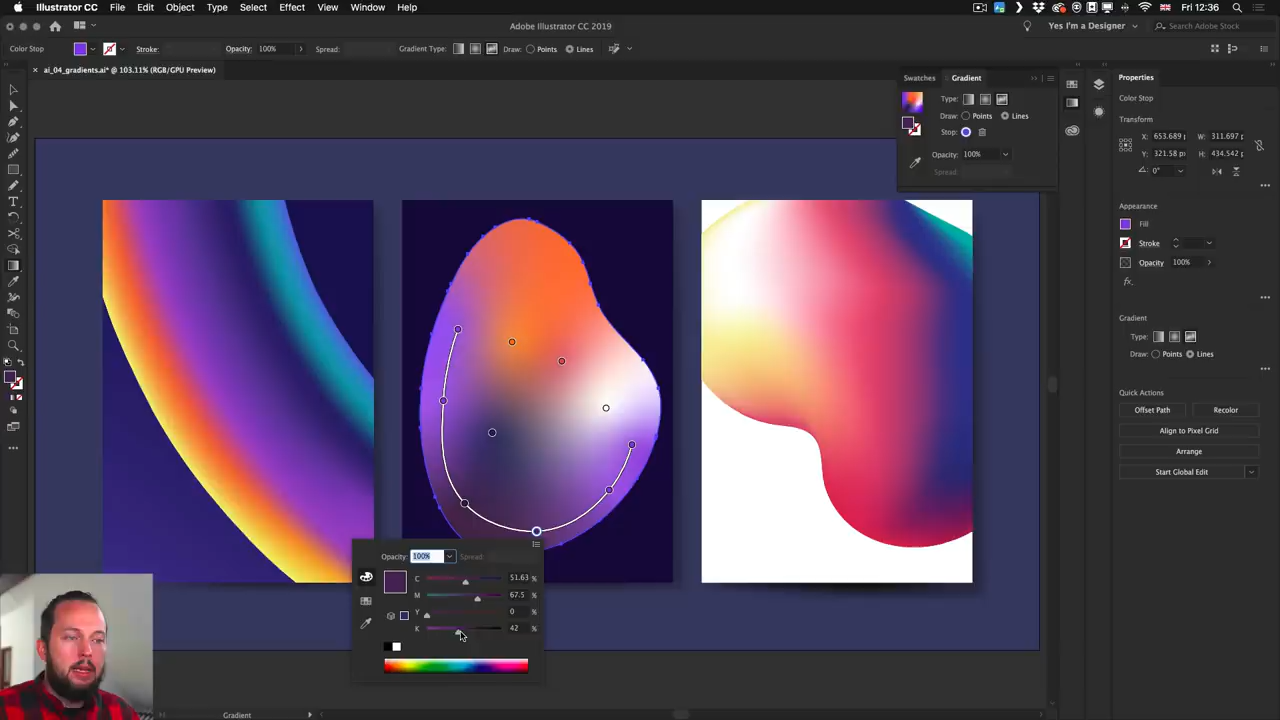 Illustrator CC File Edit Object Type Select Effect View Window Help Fri 12:36
Adobe Illustrator CC 2019 Yes I'm a Designer Search Adobe Stock
Color Stop Stroke: Opacity: 100% Spread: Gradient Type: Draw: Points Lines
ai_04_gradients.ai* @ 103.11% (RGB/GPU Preview)
Swatches Gradient
Type:
Draw: Points Lines
Stop:
Opacity: 100%
Spread:
Properties
Color Stop
Transform
X: 653.689 W: 311.697
Y: 321.58 H: 434.542
0°
Appearance
Fill
Stroke
Opacity 100%
fx.
Gradient
Type:
Draw: Points Lines
Quick Actions
Offset Path Recolor
Align to Pixel Grid
Arrange
Start Global Edit
Opacity: 100% Spread:
C 51.63 %
M 67.5 %
Y 0 %
K 42 %
Gradient